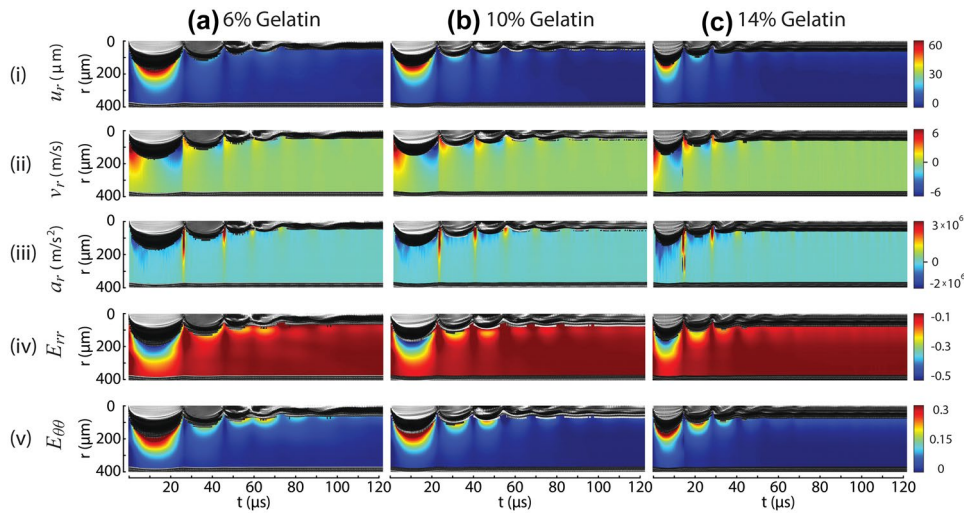 (a) 6% Gelatin (b) 10% Gelatin (c) 14% Gelatin
(i) u_r (µm) r (µm) 0 200 400 60 30 0
(ii) v_r (m/s) r (µm) 0 200 400 6 0 -6
(iii) a_r (m/s²) r (µm) 0 200 400 3×10⁶ 0 -2×10⁶
(iv) E_rr r (µm) 0 200 400 -0.1 -0.3 -0.5
(v) E_θθ r (µm) 0 200 400 0.3 0.15 0
20 40 60 80 100 120 20 40 60 80 100 120 20 40 60 80 100 120
t (µs) t (µs) t (µs)